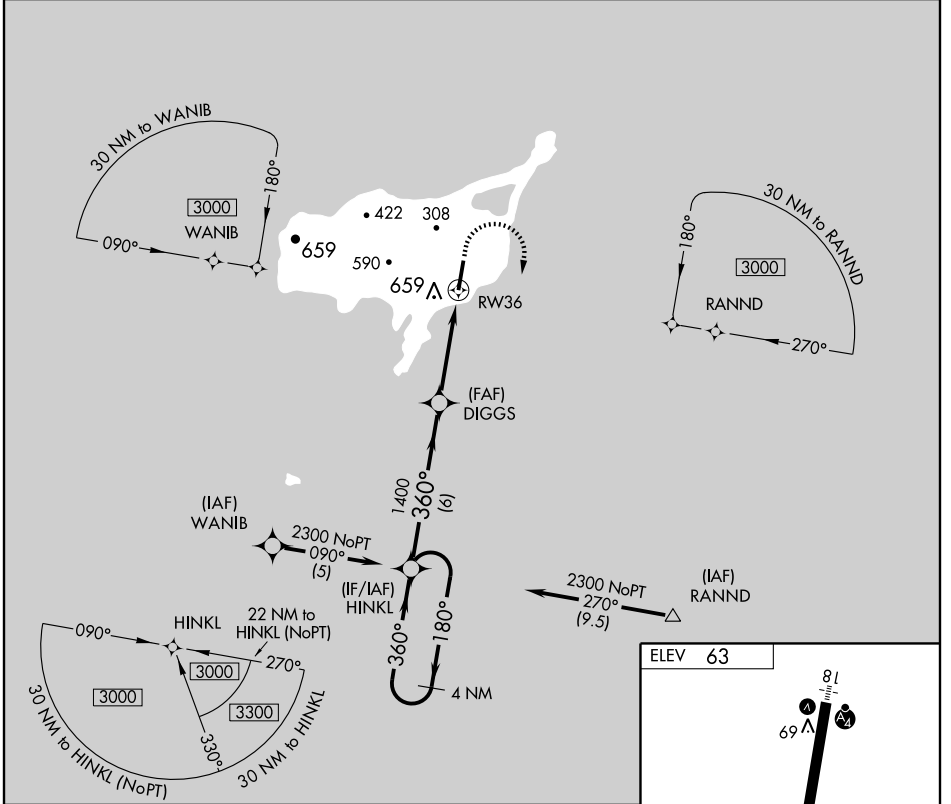 30 NM to WANIB
180°
3000
WANIB
090°
422
308
659
590
659
RW36
30 NM to RANND
180°
3000
RANND
270°
(FAF)
DIGGS
1400
360°
(6)
(IAF)
WANIB
2300 NoPT
090°
(5)
(IF/IAF)
HINKL
2300 NoPT
270°
(9.5)
(IAF)
RANND
360°
180°
4 NM
090°
HINKL
22 NM to
HINKL (NoPT)
270°
3000
3000
3300
330°
30 NM to HINKL (NoPT)
30 NM to HINKL
ELEV 63
18
V
A4
69